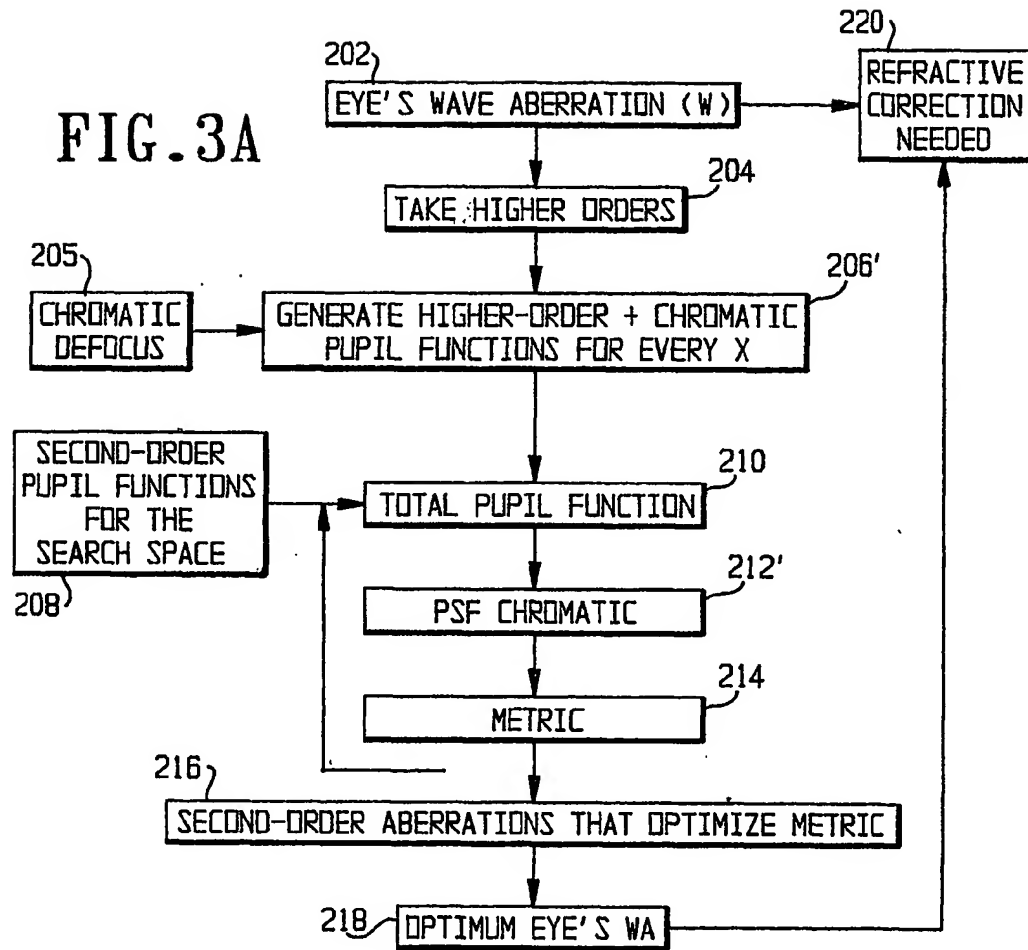 FIG.3A
202
EYE'S WAVE ABERRATION (W)
220
REFRACTIVE
CORRECTION
NEEDED
204
TAKE HIGHER ORDERS
205
CHROMATIC
DEFOCUS
206'
GENERATE HIGHER-ORDER + CHROMATIC
PUPIL FUNCTIONS FOR EVERY X
SECOND-ORDER
PUPIL FUNCTIONS
FOR THE
SEARCH SPACE
208
210
TOTAL PUPIL FUNCTION
212'
PSF CHROMATIC
214
METRIC
216
SECOND-ORDER ABERRATIONS THAT OPTIMIZE METRIC
218
OPTIMUM EYE'S WA